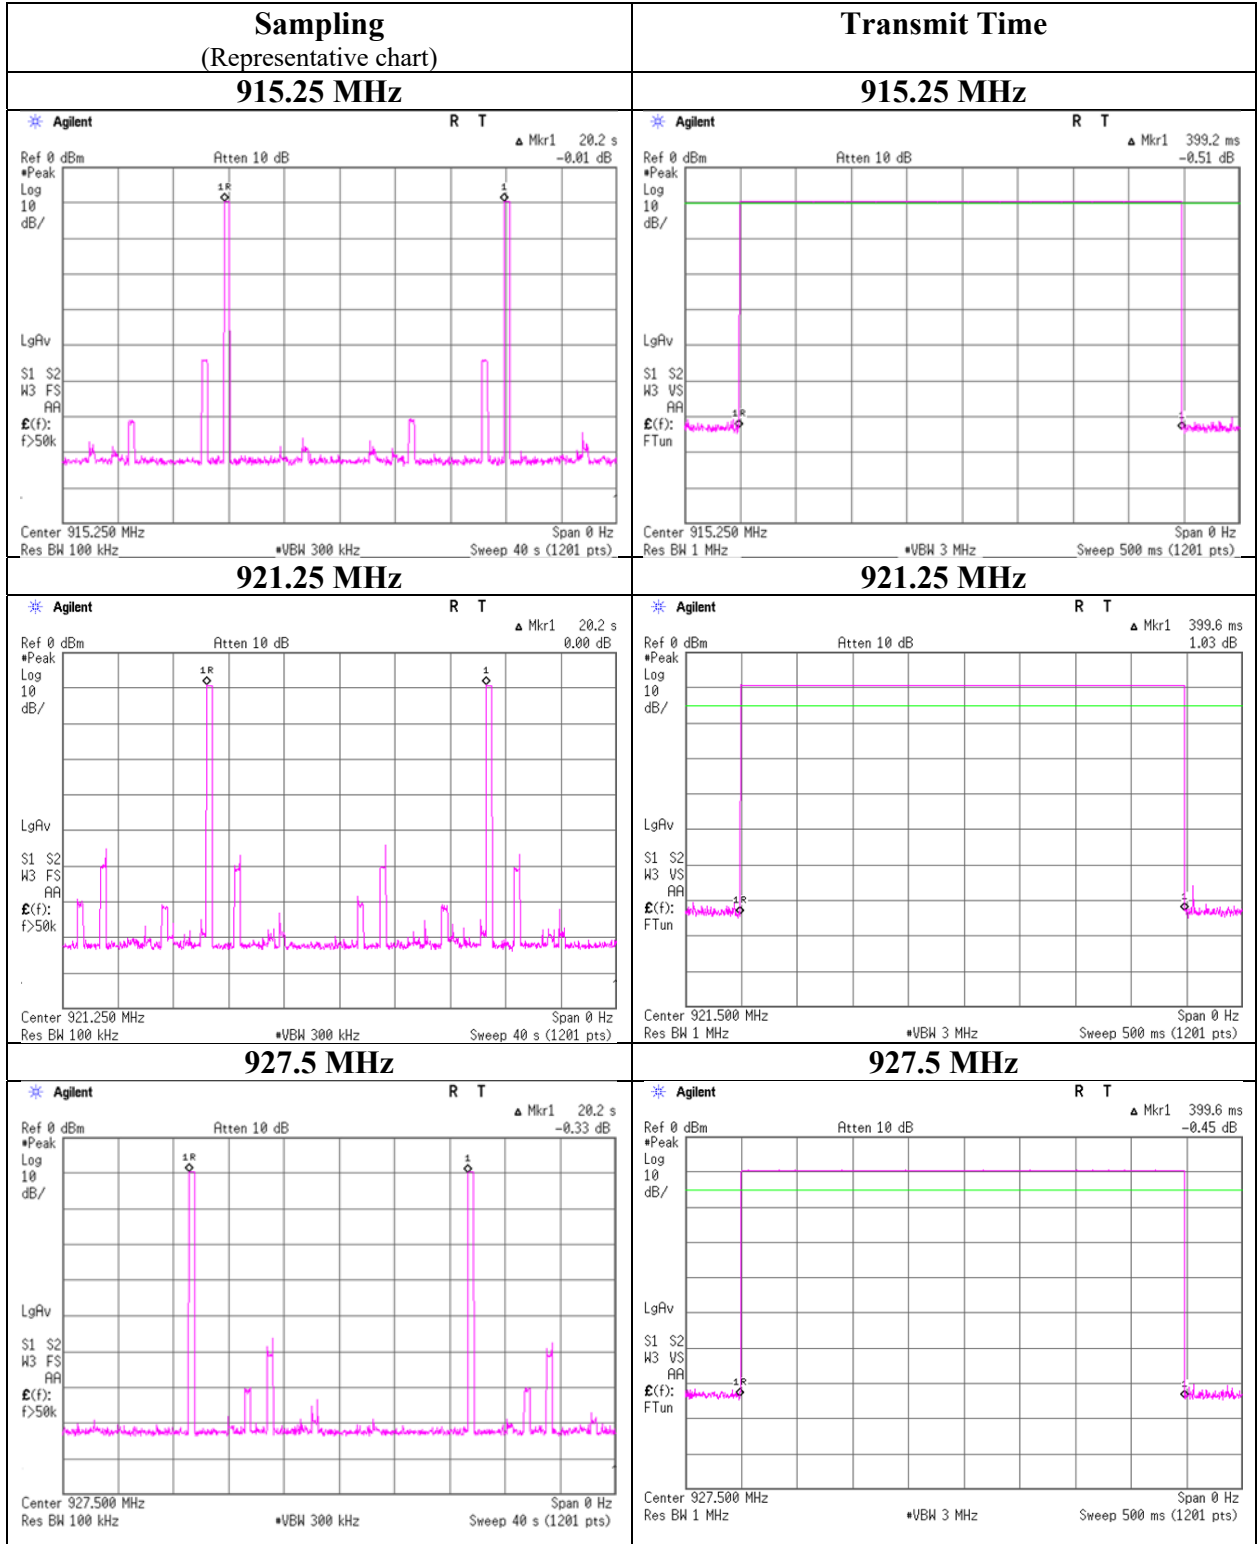 Sampling
(Representative chart)
Transmit Time
915.25 MHz
915.25 MHz
Agilent R T
Δ Mkr1 20.2 s
Ref 0 dBm Atten 10 dB -0.01 dB
#Peak
Log
10
dB/
1R
1
LgAv
S1 S2
W3 FS
AA
£(f):
f>50k
Center 915.250 MHz Span 0 Hz
Res BW 100 kHz #VBW 300 kHz Sweep 40 s (1201 pts)
Agilent R T
Δ Mkr1 399.2 ms
Ref 0 dBm Atten 10 dB -0.51 dB
#Peak
Log
10
dB/
LgAv
S1 S2
W3 VS
AA
£(f):
FTun
1R
1
Center 915.250 MHz Span 0 Hz
Res BW 1 MHz #VBW 3 MHz Sweep 500 ms (1201 pts)
921.25 MHz
921.25 MHz
Agilent R T
Δ Mkr1 20.2 s
Ref 0 dBm Atten 10 dB 0.00 dB
#Peak
Log
10
dB/
1R
1
LgAv
S1 S2
W3 FS
AA
£(f):
f>50k
Center 921.250 MHz Span 0 Hz
Res BW 100 kHz #VBW 300 kHz Sweep 40 s (1201 pts)
Agilent R T
Δ Mkr1 399.6 ms
Ref 0 dBm Atten 10 dB 1.03 dB
#Peak
Log
10
dB/
LgAv
S1 S2
W3 VS
AA
£(f):
FTun
1R
1
Center 921.500 MHz Span 0 Hz
Res BW 1 MHz #VBW 3 MHz Sweep 500 ms (1201 pts)
927.5 MHz
927.5 MHz
Agilent R T
Δ Mkr1 20.2 s
Ref 0 dBm Atten 10 dB -0.33 dB
#Peak
Log
10
dB/
1R
1
LgAv
S1 S2
W3 FS
AA
£(f):
f>50k
Center 927.500 MHz Span 0 Hz
Res BW 100 kHz #VBW 300 kHz Sweep 40 s (1201 pts)
Agilent R T
Δ Mkr1 399.6 ms
Ref 0 dBm Atten 10 dB -0.45 dB
#Peak
Log
10
dB/
LgAv
S1 S2
W3 VS
AA
£(f):
FTun
1R
1
Center 927.500 MHz Span 0 Hz
Res BW 1 MHz #VBW 3 MHz Sweep 500 ms (1201 pts)